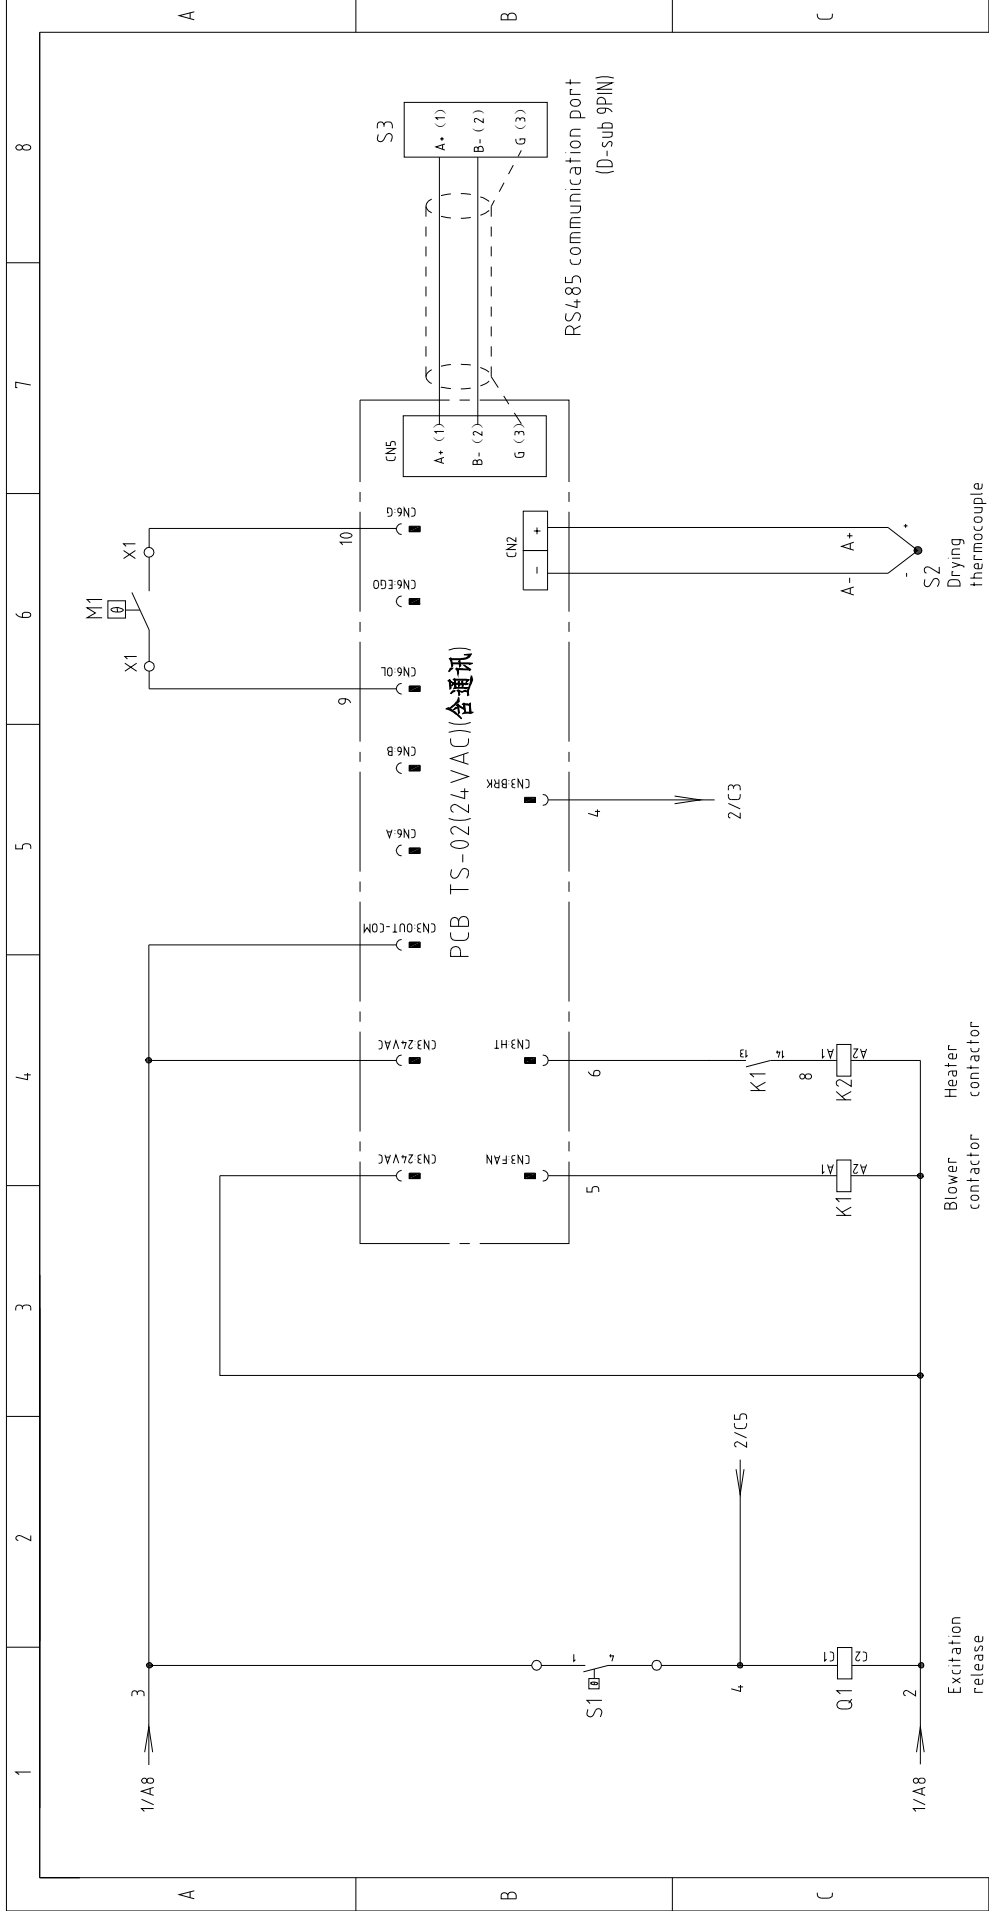 1
2
3
4
5
6
7
8
A
B
C
A
B
C
1/A8
3
1/A8
2
S1
θ
1
4
4
2/C5
Q1
C1
C2
Excitation
release
CN3:24VAC
CN3:24VAC
CN3:OUT-COM
CN6:A
CN6:B
CN6:OL
CN6:EGO
CN6:G
9
10
X1
X1
M1
θ
PCB TS-02(24VAC)(含通讯)
CN3:FAN
CN3:HT
CN3:BRK
5
6
4
2/C3
K1
13
14
8
K1
A1
A2
K2
A1
A2
Blower
contactor
Heater
contactor
CN2
-
+
A-
A+
-
+
S2
Drying
thermocouple
CN5
A+ (1)
B- (2)
G (3)
S3
A+ (1)
B- (2)
G (3)
RS485 communication port
(D-sub 9PIN)